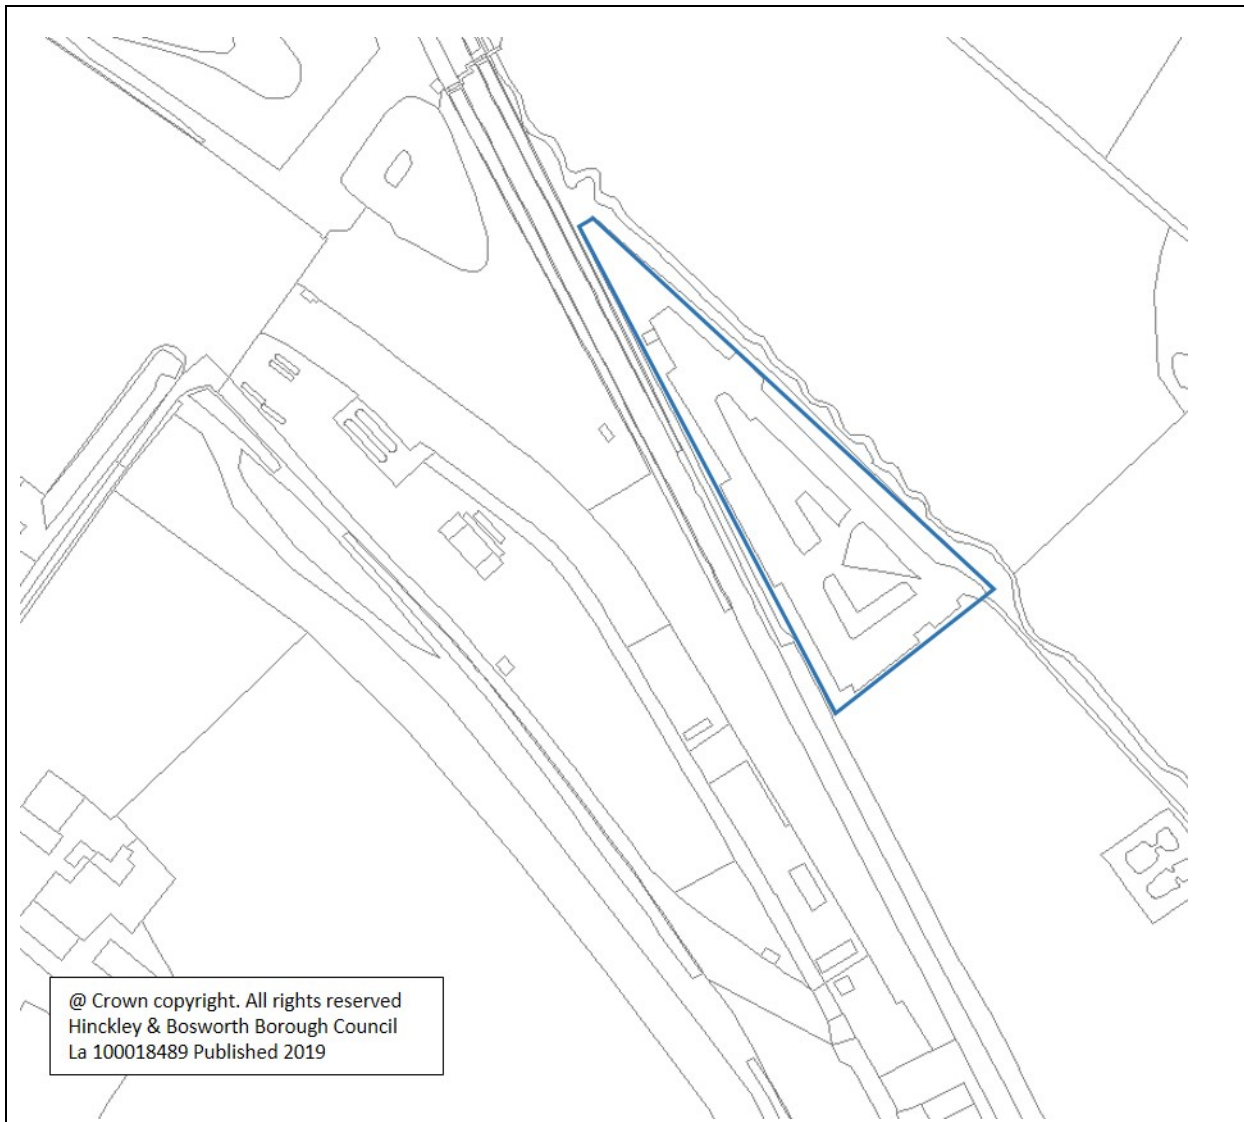 @ Crown copyright. All rights reserved
Hinckley & Bosworth Borough Council
La 100018489 Published 2019